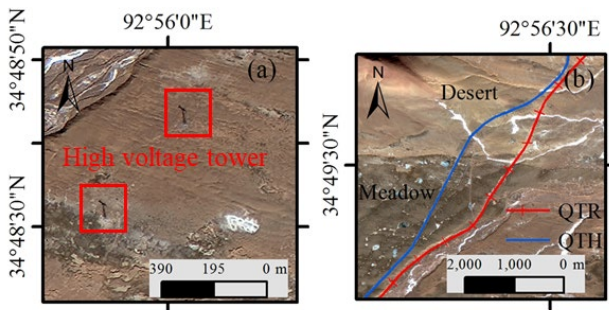 92°56'0"E
92°56'30"E
34°48'50"N
34°48'30"N
(a)
N
High voltage tower
390 195 0 m
34°49'30"N
(b)
N
Desert
Meadow
QTR
QTH
2,000 1,000 0 m